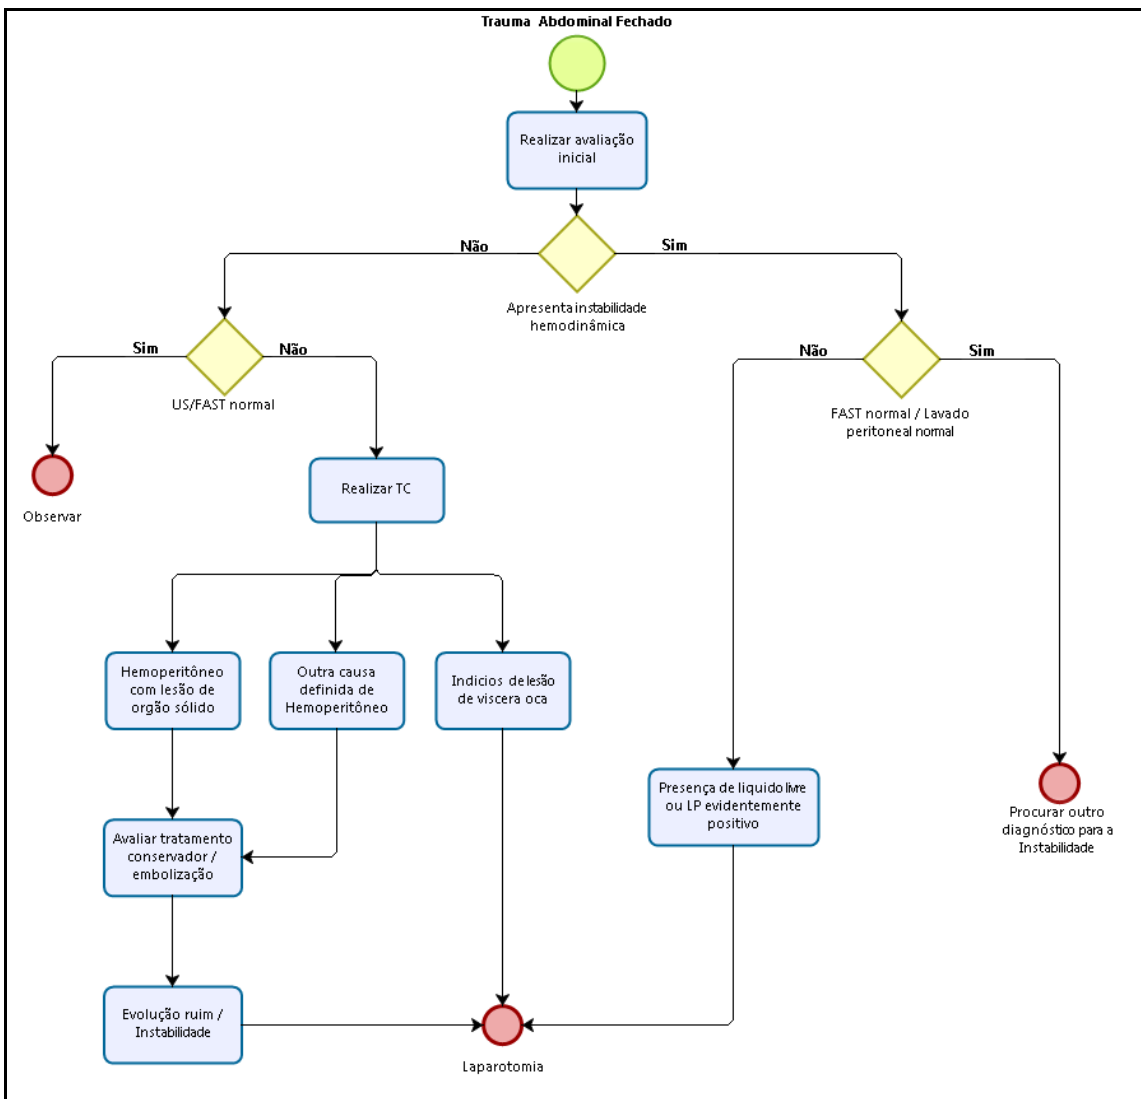 Trauma Abdominal Fechado
Realizar avaliação
inicial
Não
Sim
Apresenta instabilidade
hemodinâmica
Sim
Não
US/FAST normal
Não
Sim
FAST normal / Lavado
peritoneal normal
Observar
Realizar TC
Hemoperitôneo
com lesão de
orgão sólido
Outra causa
definida de
Hemoperitôneo
Indicios de lesão
de viscera oca
Presença de liquido livre
ou LP evidentemente
positivo
Procurar outro
diagnóstico para a
Instabilidade
Avaliar tratamento
conservador /
embolização
Evolução ruim /
Instabilidade
Laparotomia